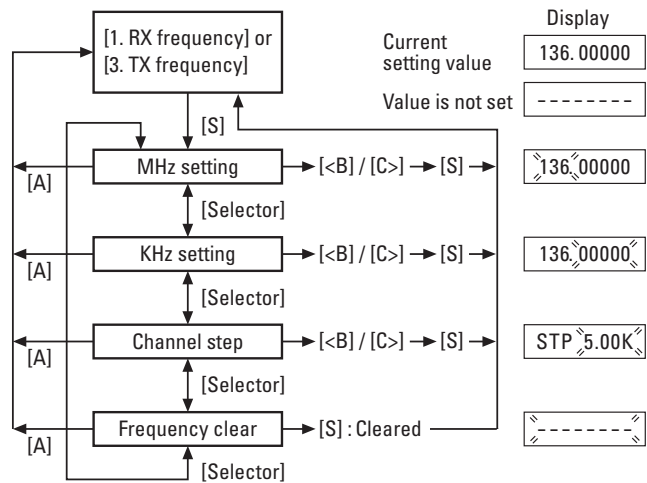 Display
[1. RX frequency] or
[3. TX frequency]
Current
setting value
136. 00000
Value is not set
--------
[S]
[A]
MHz setting
[<B] / [C>]
[S]
136. 00000
[Selector]
[A]
KHz setting
[<B] / [C>]
[S]
136. 00000
[Selector]
[A]
Channel step
[<B] / [C>]
[S]
STP 5.00K
[Selector]
[A]
Frequency clear
[S] : Cleared
--------
[Selector]